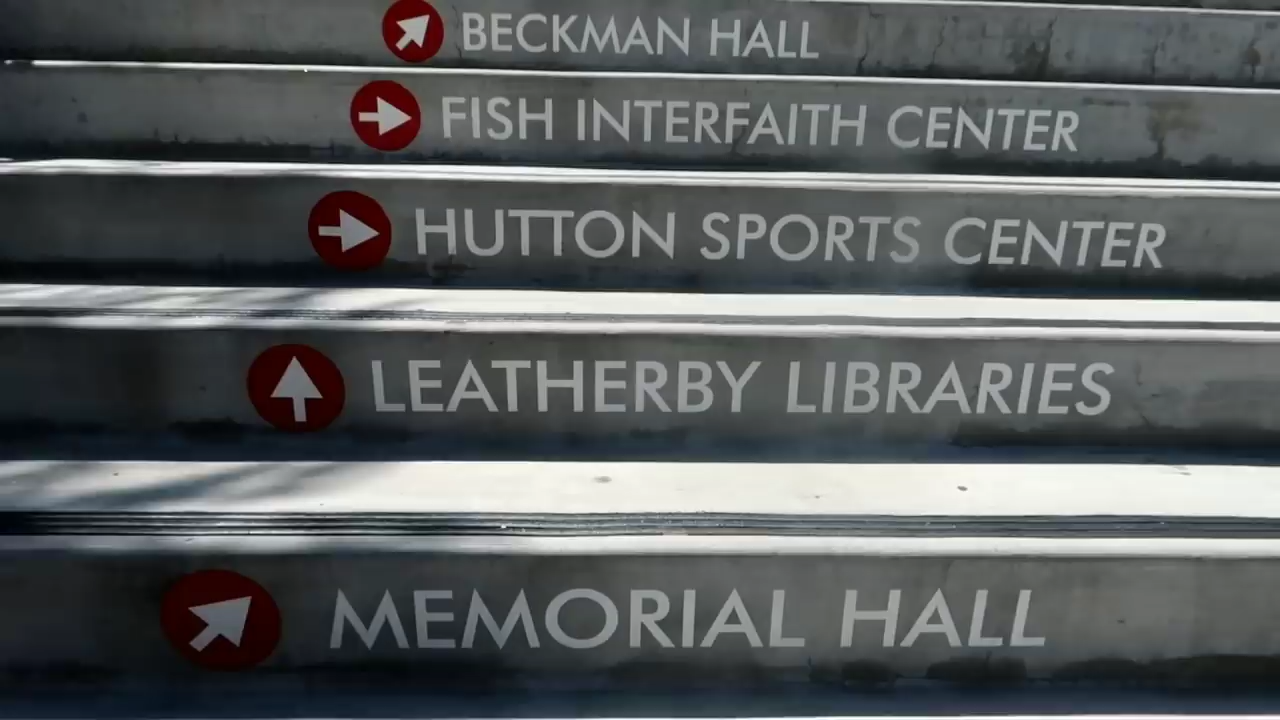 BECKMAN HALL
FISH INTERFAITH CENTER
HUTTON SPORTS CENTER
LEATHERBY LIBRARIES
MEMORIAL HALL